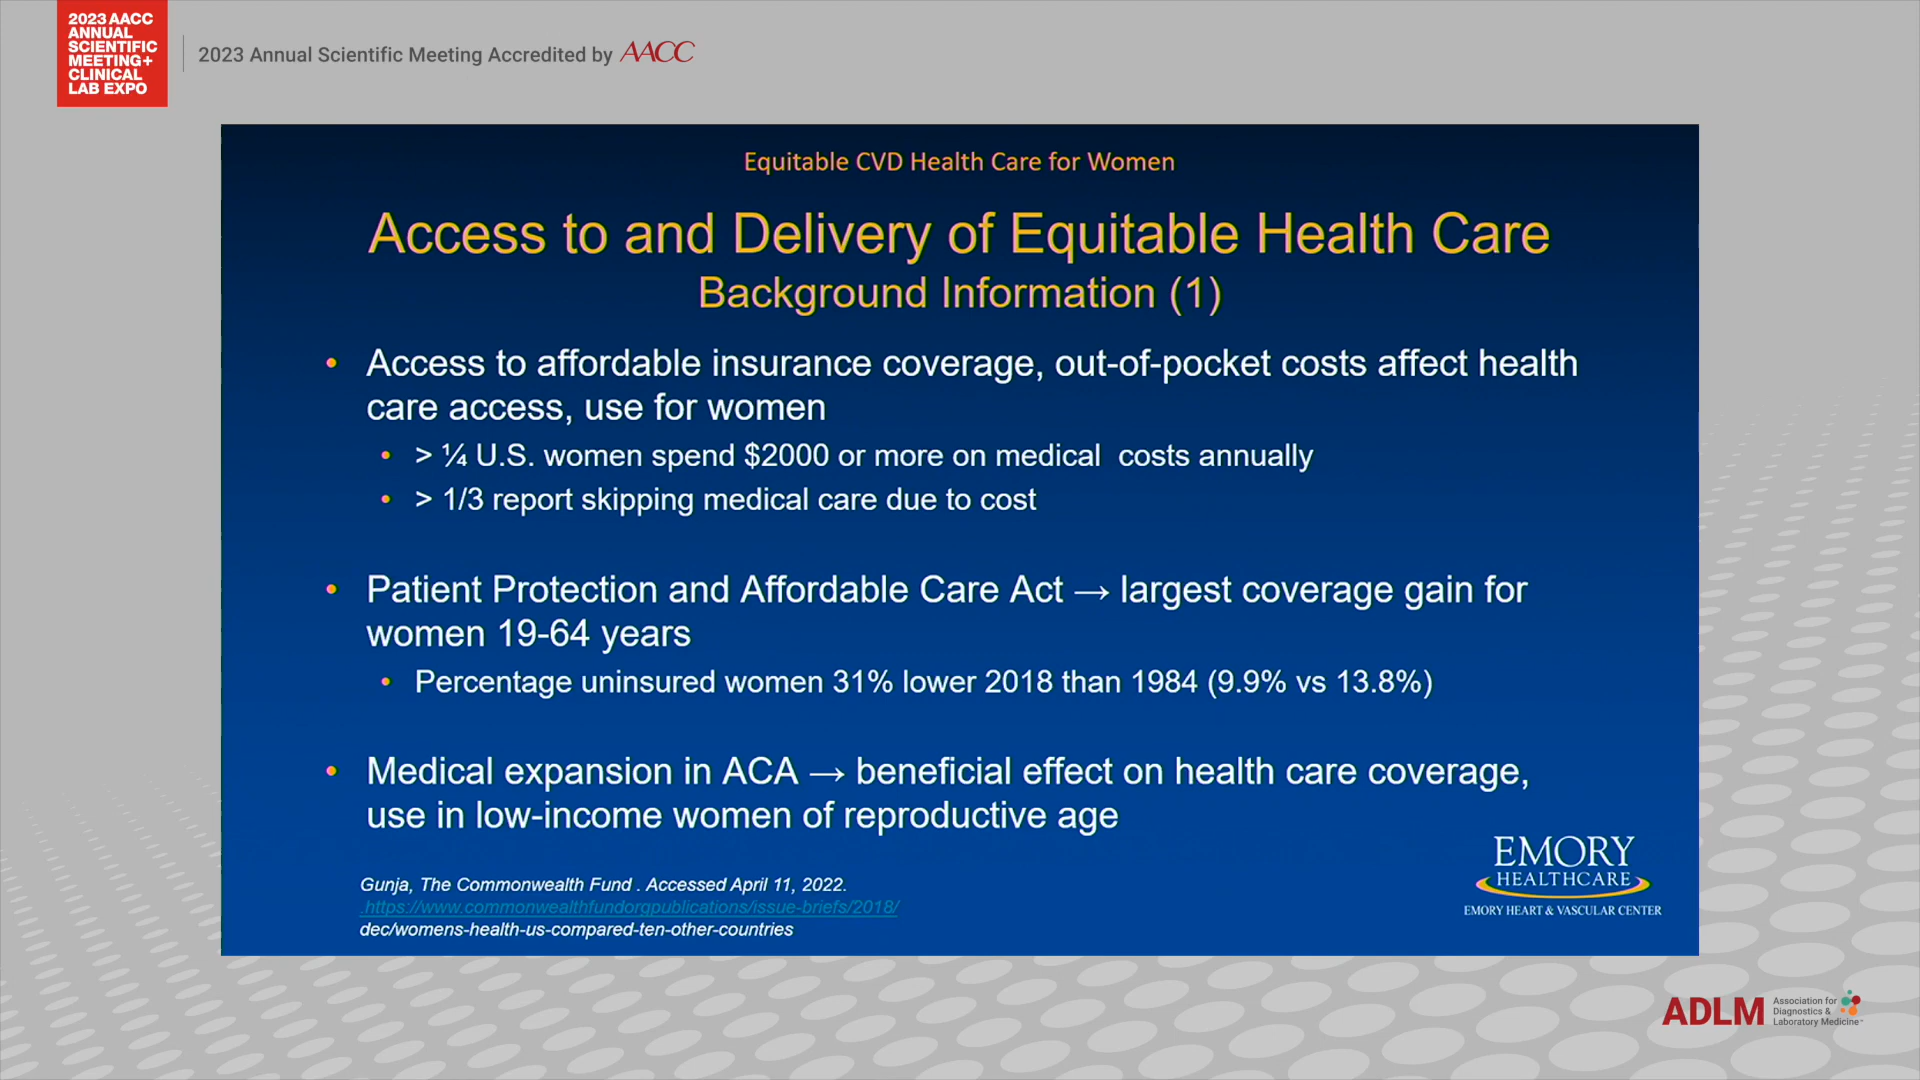 2023 AACC
ANNUAL
SCIENTIFIC
MEETING+
CLINICAL
LAB EXPO
2023 Annual Scientific Meeting Accredited by AACC
Equitable CVD Health Care for Women
Access to and Delivery of Equitable Health Care
Background Information (1)
• Access to affordable insurance coverage, out-of-pocket costs affect health
care access, use for women
• > ¼ U.S. women spend $2000 or more on medical  costs annually
• > 1/3 report skipping medical care due to cost
• Patient Protection and Affordable Care Act → largest coverage gain for
women 19-64 years
• Percentage uninsured women 31% lower 2018 than 1984 (9.9% vs 13.8%)
• Medical expansion in ACA → beneficial effect on health care coverage,
use in low-income women of reproductive age
Gunja, The Commonwealth Fund . Accessed April 11, 2022.
.https://www.commonwealthfundorgpublications/issue-briefs/2018/
dec/womens-health-us-compared-ten-other-countries
EMORY
HEALTHCARE
EMORY HEART & VASCULAR CENTER
ADLM
Association for
Diagnostics &
Laboratory Medicine